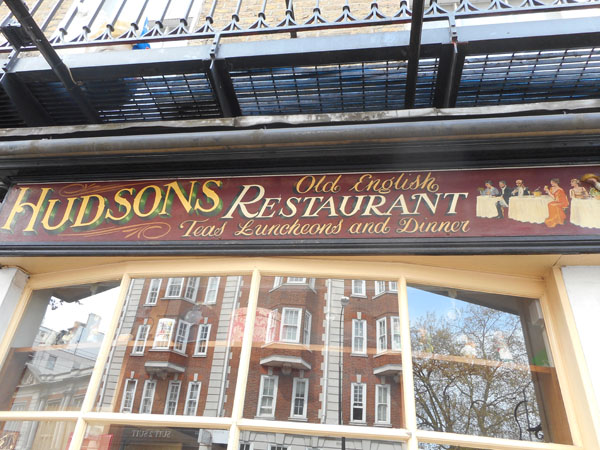 HUDSONS
Old English
RESTAURANT
Teas Luncheons and Dinner